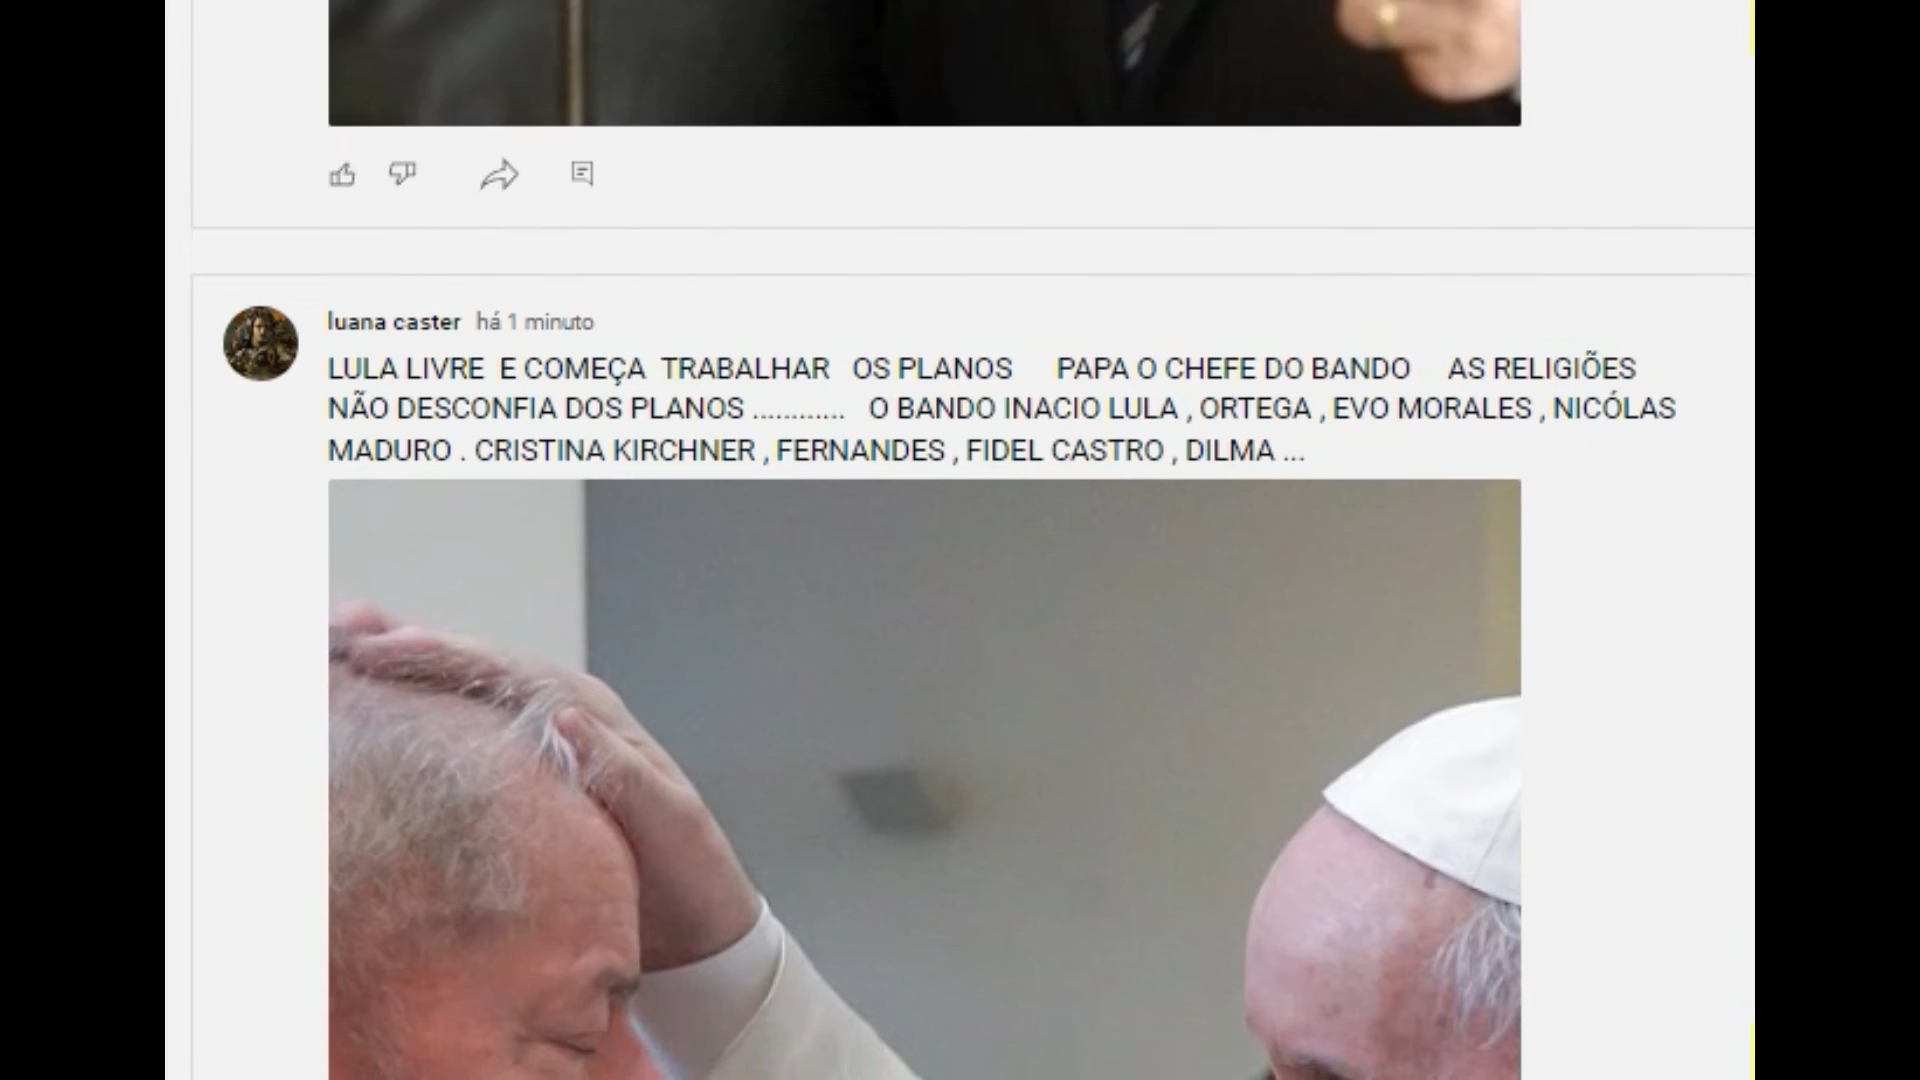 luana caster há 1 minuto
LULA LIVRE E COMEÇA TRABALHAR OS PLANOS PAPA O CHEFE DO BANDO AS RELIGIÕES
NÃO DESCONFIA DOS PLANOS ............ O BANDO INACIO LULA , ORTEGA , EVO MORALES , NICÓLAS
MADURO . CRISTINA KIRCHNER , FERNANDES , FIDEL CASTRO , DILMA ...